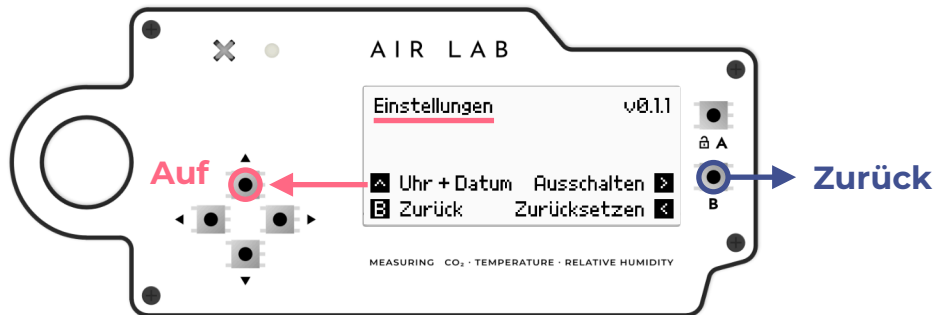 AIR LAB
Einstellungen v0.1.1
A
Auf
^ Uhr + Datum Ausschalten >
Zurück
B Zurück Zurücksetzen <
B
MEASURING CO₂ · TEMPERATURE · RELATIVE HUMIDITY